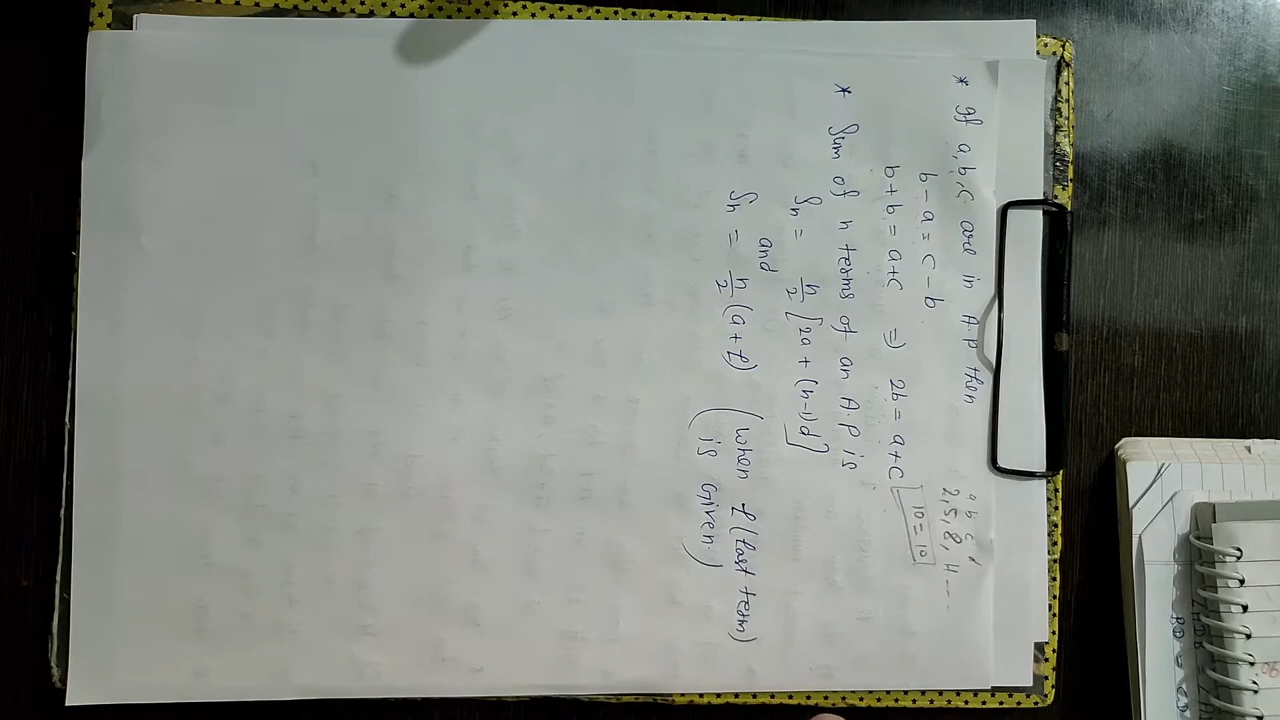 * If a, b, c are in A.P then
a b c
2, 5, 8, 11 ---
b - a = c - b
b + b = a + c => 2b = a + c
10 = 10
* Sum of n terms of an A.P is
Sn = n/2 [2a + (n-1)d]
and
Sn = n/2 (a + ℓ) (when ℓ (last term)
is given.)